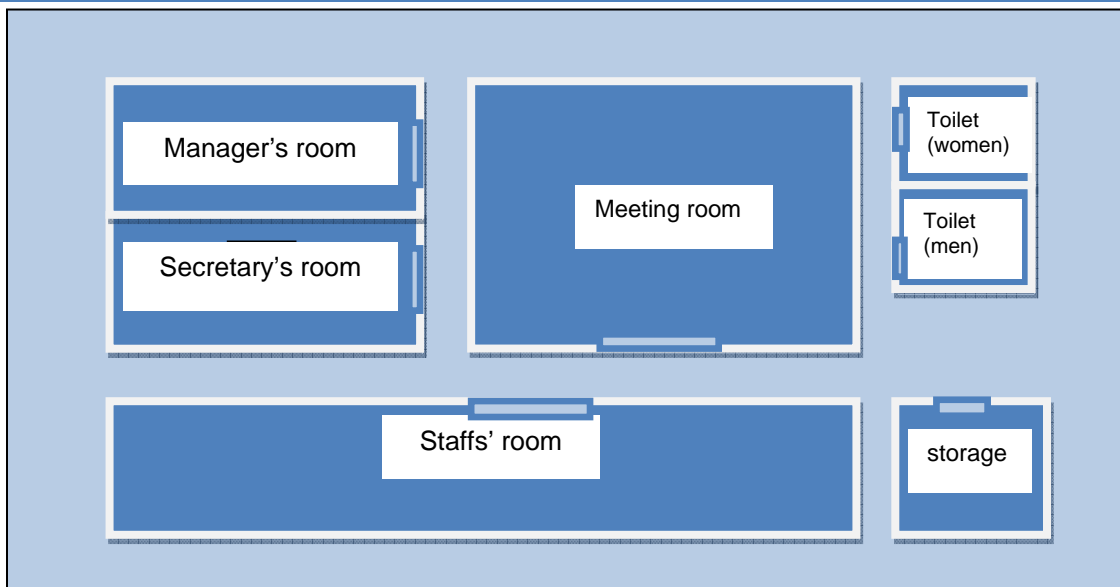 Manager’s room
Secretary’s room
Meeting room
Toilet
(women)
Toilet
(men)
Staffs’ room
storage